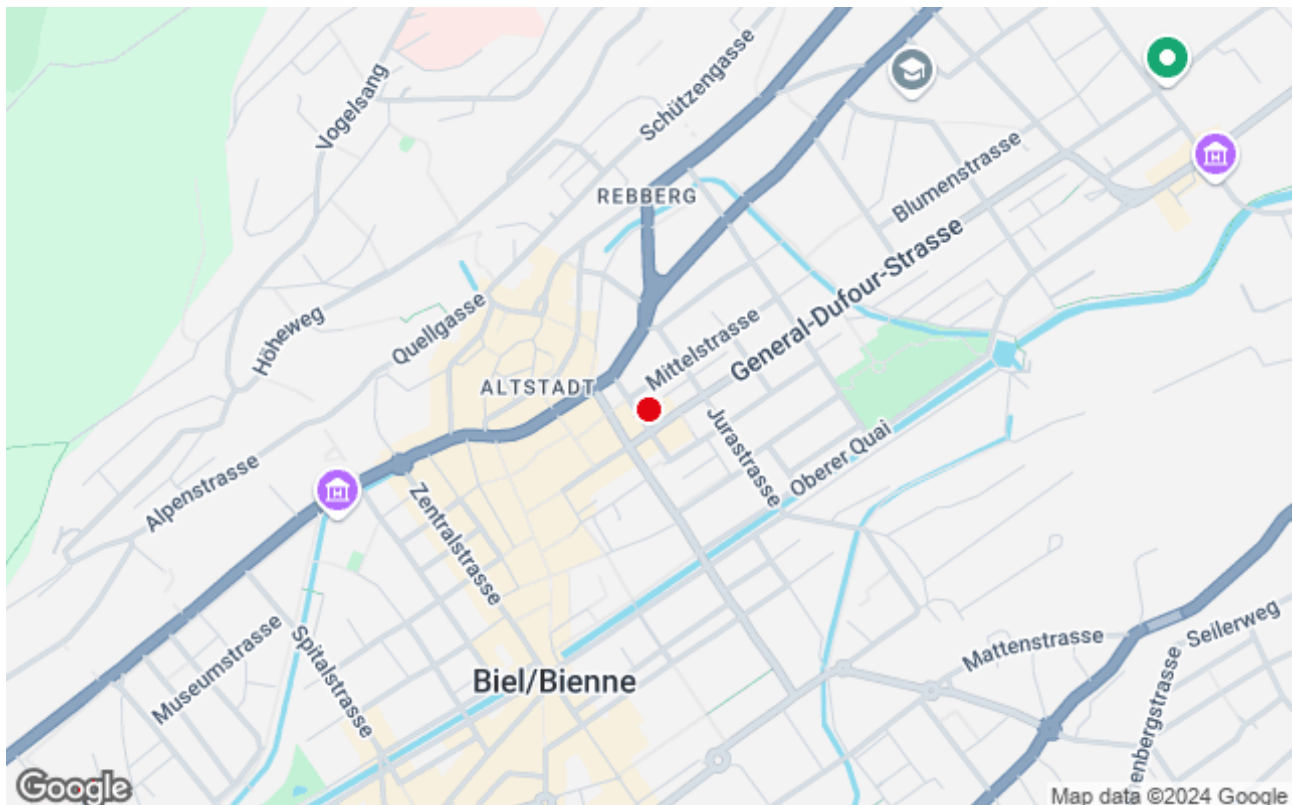 Vogelsang
Schützengasse
REBBERG
Blumenstrasse
Höheweg
Quellgasse
General-Dufour-Strasse
Mittelstrasse
ALTSTADT
Jurastrasse
Oberer Quai
Alpenstrasse
Zentralstrasse
Museumstrasse
Spitalstrasse
Biel/Bienne
Mattenstrasse
Seilerweg
enbergstrasse
Google
Map data ©2024 Google